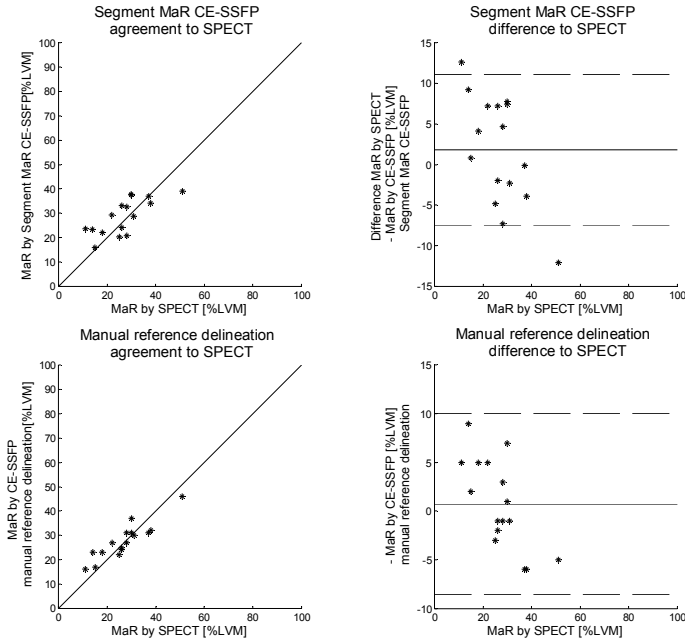 Segment MaR CE-SSFP
agreement to SPECT
MaR by Segment MaR CE-SSFP[%LVM]
100
90
80
70
60
50
40
30
20
10
0
0 20 40 60 80 100
MaR by SPECT [%LVM]
Segment MaR CE-SSFP
difference to SPECT
Difference MaR by SPECT
- MaR by CE-SSFP [%LVM]
Segment MaR CE-SSFP
15
10
5
0
-5
-10
-15
0 20 40 60 80 100
MaR by SPECT [%LVM]
Manual reference delineation
agreement to SPECT
MaR by CE-SSFP
manual reference delineation[%LVM]
100
90
80
70
60
50
40
30
20
10
0
0 20 40 60 80 100
MaR by SPECT [%LVM]
Manual reference delineation
difference to SPECT
- MaR by CE-SSFP [%LVM]
manual reference delineation
15
10
5
0
-5
-10
0 20 40 60 80 100
MaR by SPECT [%LVM]